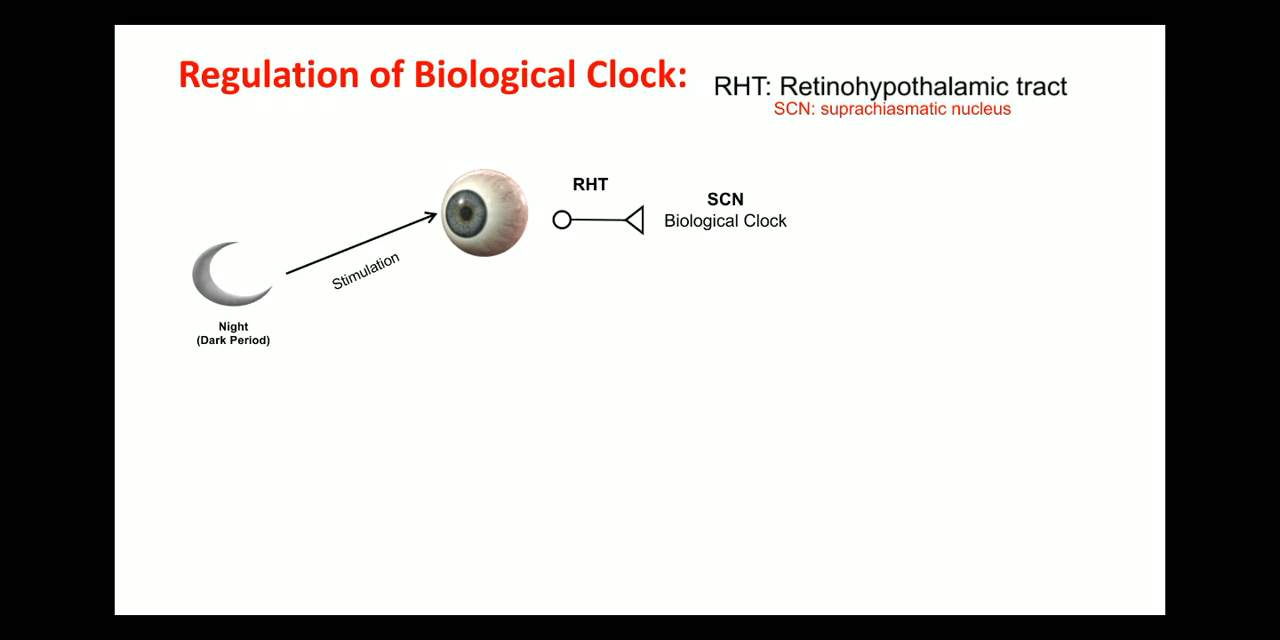 Regulation of Biological Clock:
RHT: Retinohypothalamic tract
SCN: suprachiasmatic nucleus
RHT
SCN
Biological Clock
Stimulation
Night
(Dark Period)